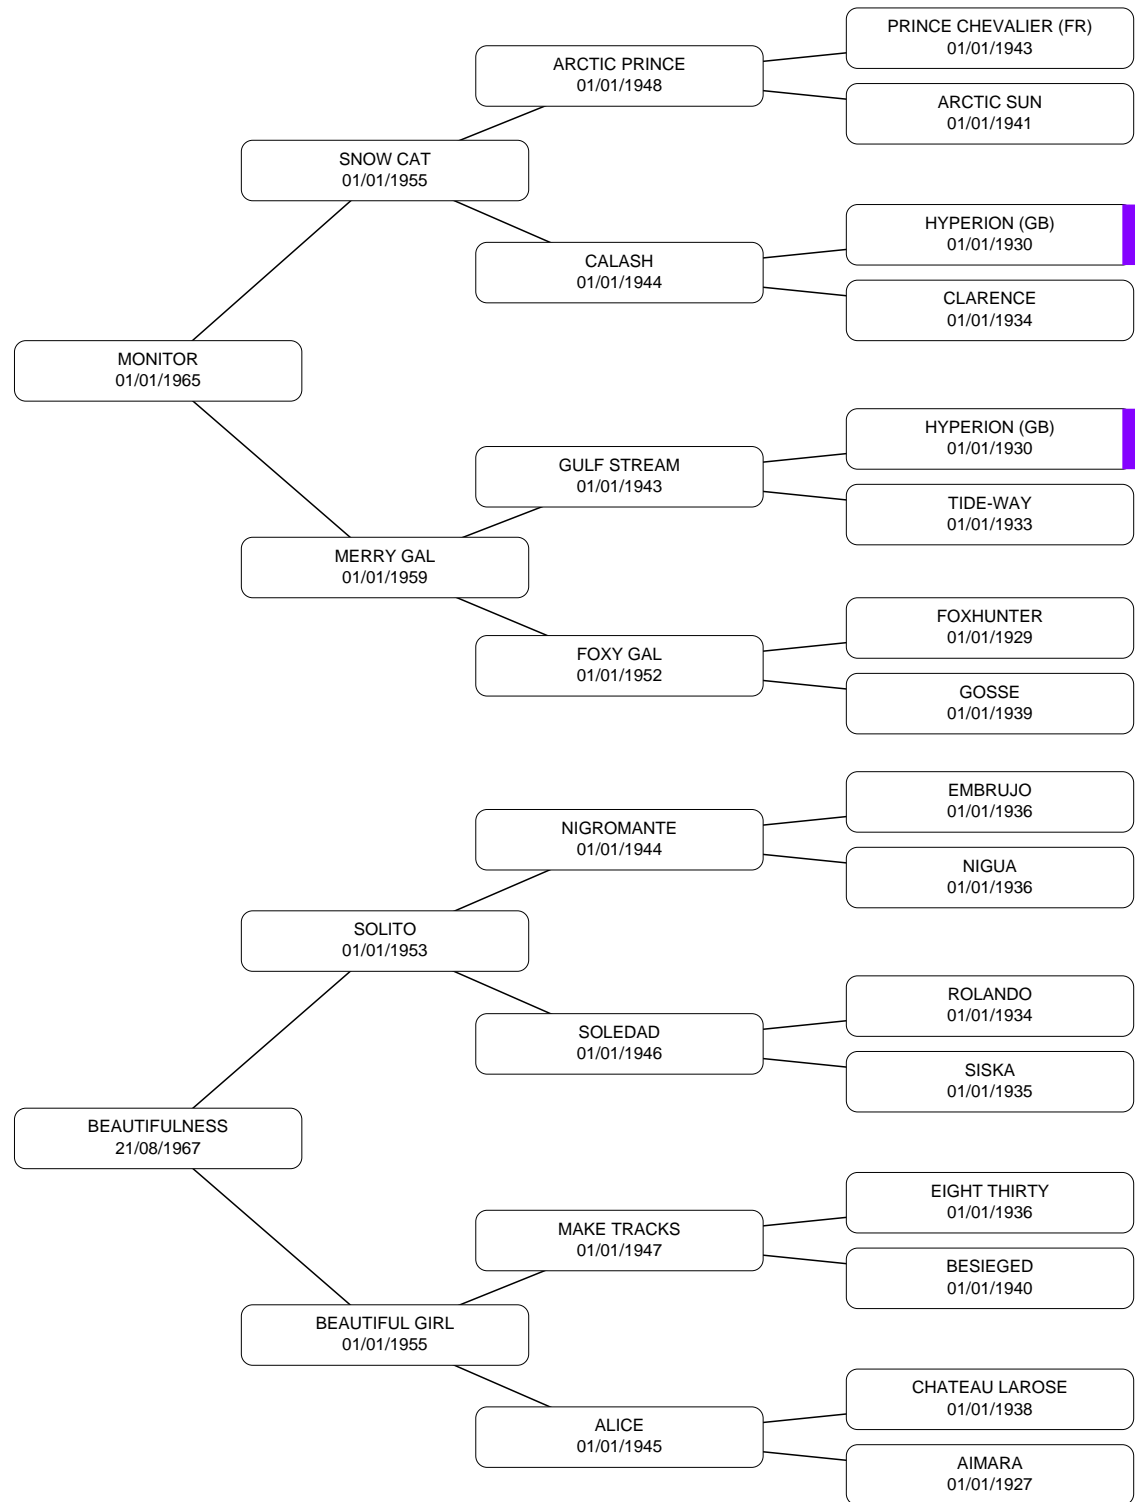 PRINCE CHEVALIER (FR)
01/01/1943
ARCTIC PRINCE
01/01/1948
ARCTIC SUN
01/01/1941
SNOW CAT
01/01/1955
HYPERION (GB)
01/01/1930
CALASH
01/01/1944
CLARENCE
01/01/1934
MONITOR
01/01/1965
HYPERION (GB)
01/01/1930
GULF STREAM
01/01/1943
TIDE-WAY
01/01/1933
MERRY GAL
01/01/1959
FOXHUNTER
01/01/1929
FOXY GAL
01/01/1952
GOSSE
01/01/1939
EMBRUJO
01/01/1936
NIGROMANTE
01/01/1944
NIGUA
01/01/1936
SOLITO
01/01/1953
ROLANDO
01/01/1934
SOLEDAD
01/01/1946
SISKA
01/01/1935
BEAUTIFULNESS
21/08/1967
EIGHT THIRTY
01/01/1936
MAKE TRACKS
01/01/1947
BESIEGED
01/01/1940
BEAUTIFUL GIRL
01/01/1955
CHATEAU LAROSE
01/01/1938
ALICE
01/01/1945
AIMARA
01/01/1927